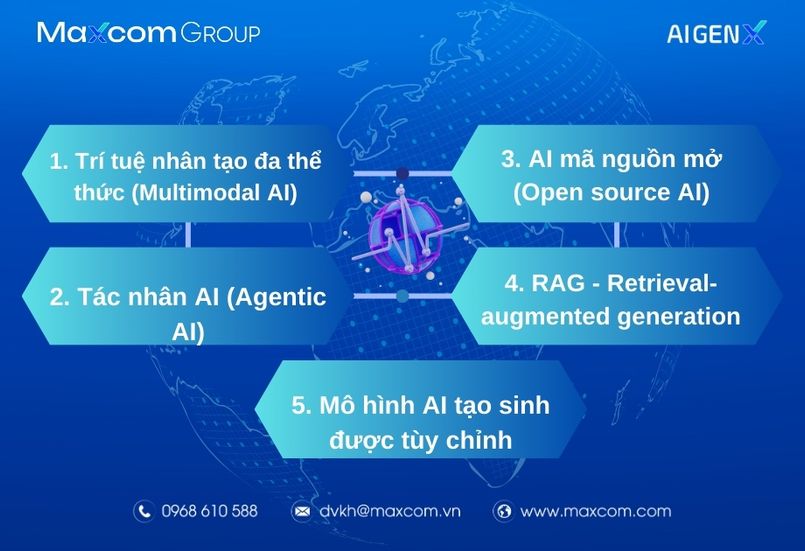 MaxcomGROUP
AIGENX
1. Trí tuệ nhân tạo đa thể
thức (Multimodal AI)
2. Tác nhân AI (Agentic
AI)
3. AI mã nguồn mở
(Open source AI)
4. RAG - Retrieval-
augmented generation
5. Mô hình AI tạo sinh
được tùy chỉnh
0968 610 588
dvkh@maxcom.vn
www.maxcom.com